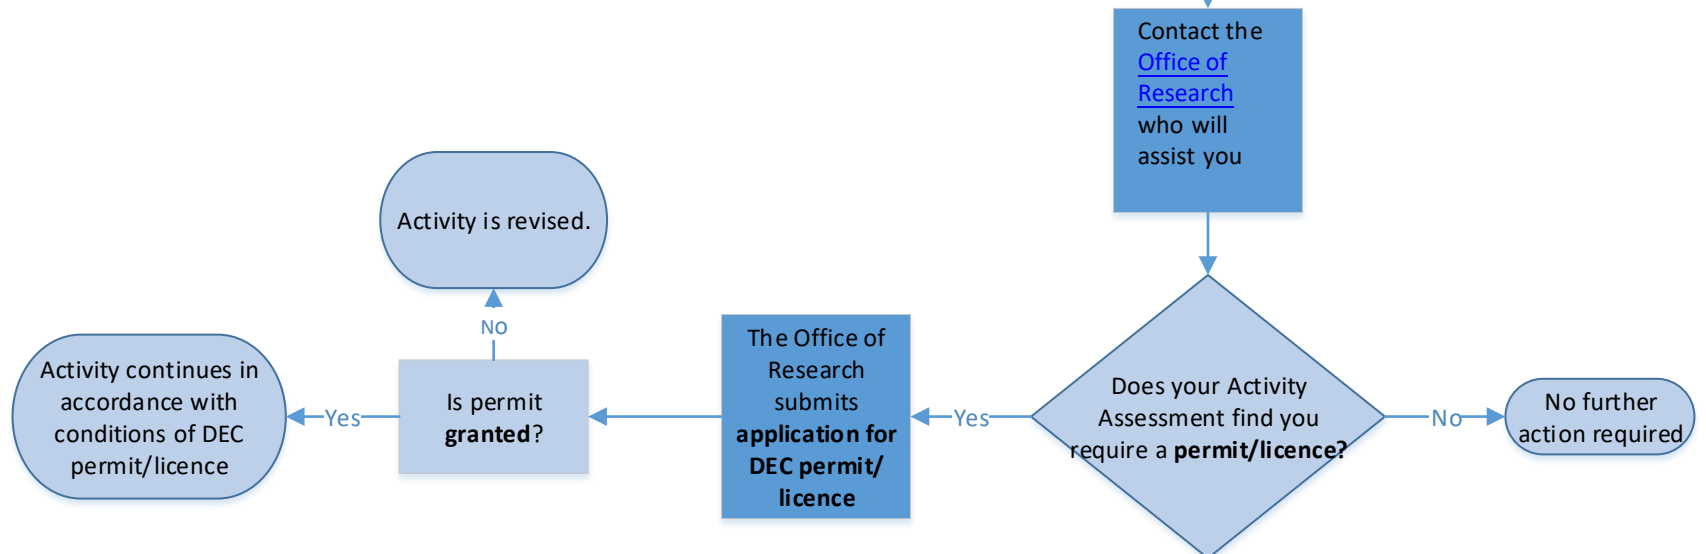 Contact the
Office of
Research
who will
assist you
Activity is revised.
No
Activity continues in
accordance with
conditions of DEC
permit/licence
Yes
Is permit
granted?
The Office of
Research
submits
application for
DEC permit/
licence
Yes
Does your Activity
Assessment find you
require a permit/licence?
No
No further
action required